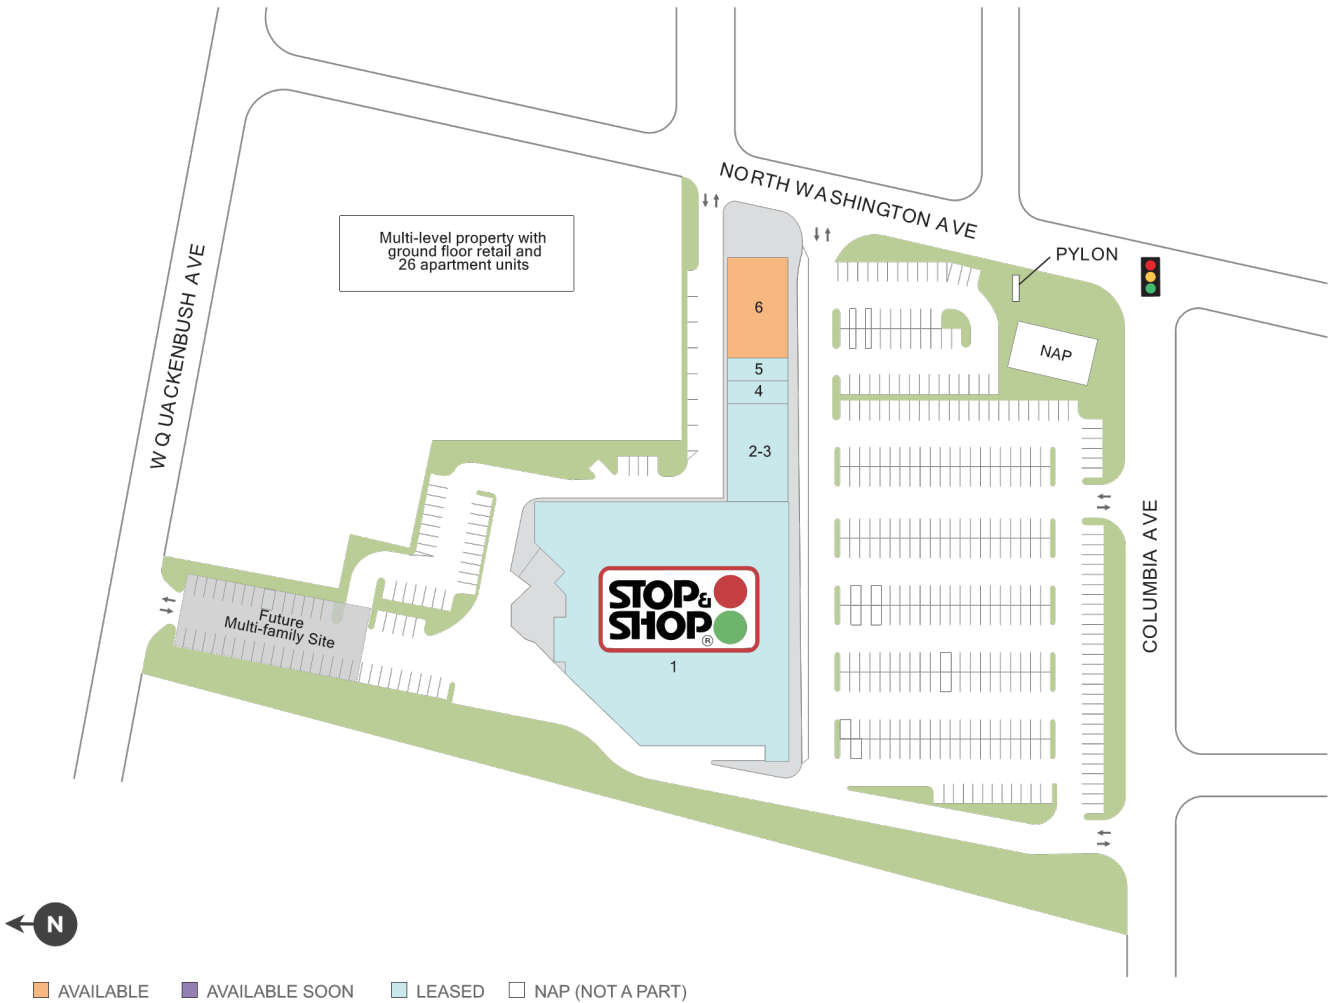 NORTH WASHINGTON AVE
Multi-level property with
ground floor retail and
26 apartment units
W QUACKENBUSH AVE
PYLON
6
NAP
5
4
2-3
COLUMBIA AVE
STOP&
SHOP®
1
Future
Multi-family Site
N
AVAILABLE
AVAILABLE SOON
LEASED
NAP (NOT A PART)